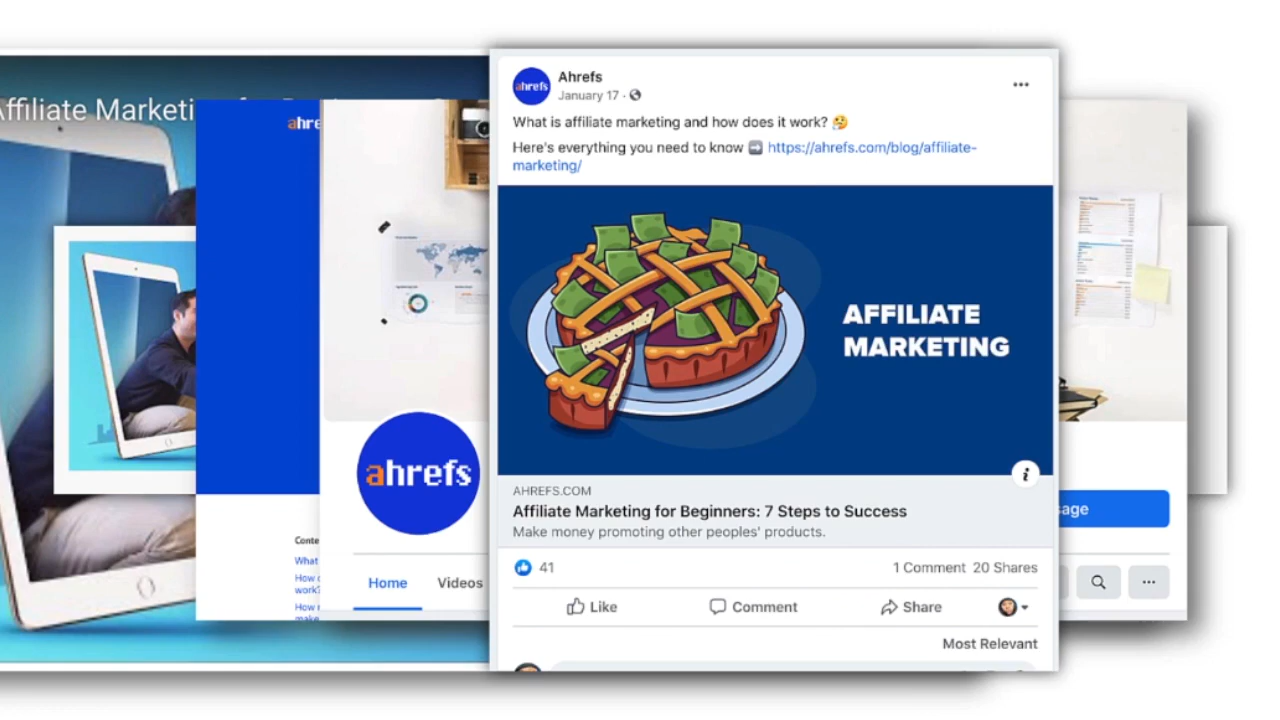 Affiliate Marketi
ahre
Conte
What
How
work?
How
make
ahrefs
Home
Videos
ahrefs
Ahrefs
January 17 ·
What is affiliate marketing and how does it work? 🤔
Here's everything you need to know ➡️ https://ahrefs.com/blog/affiliate-
marketing/
AFFILIATE
MARKETING
i
AHREFS.COM
Affiliate Marketing for Beginners: 7 Steps to Success
Make money promoting other peoples' products.
41
1 Comment 20 Shares
Like
Comment
Share
Most Relevant
sage